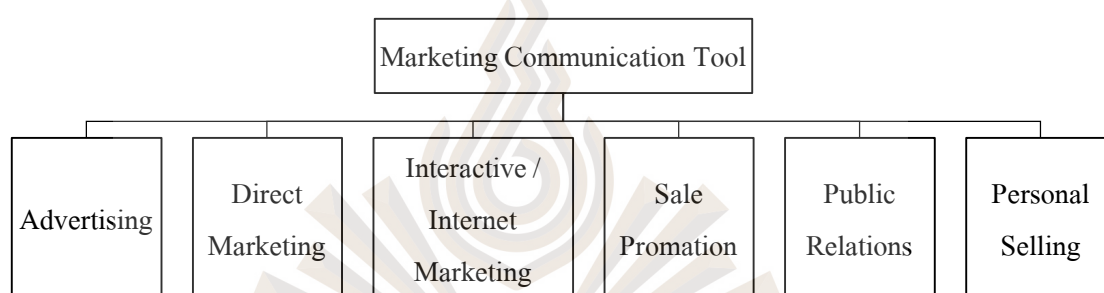 Marketing Communication Tool
Advertising
Direct
Marketing
Interactive /
Internet
Marketing
Sale
Promation
Public
Relations
Personal
Selling